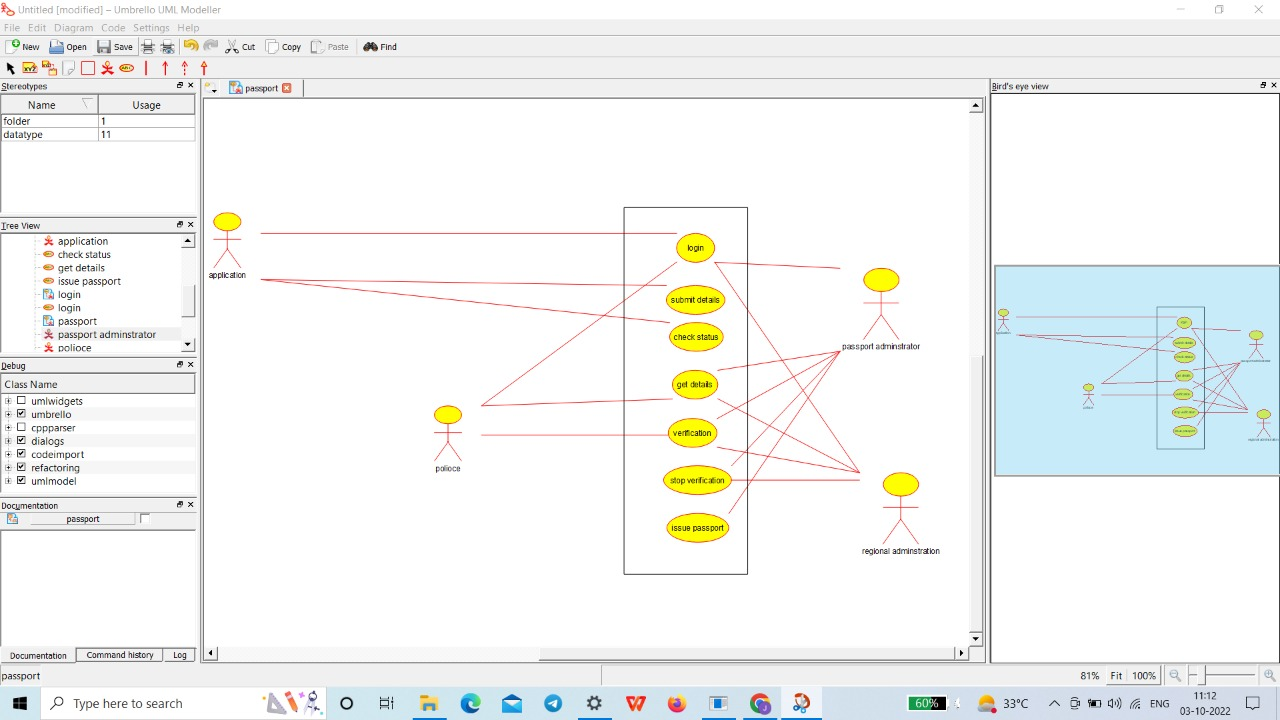 Untitled [modified] – Umbrello UML Modeller
File Edit Diagram Code Settings Help
New Open Save Cut Copy Paste Find
Stereotypes
Name Usage
folder 1
datatype 11
Tree View
application
check status
get details
issue passport
login
login
passport
passport adminstrator
polioce
Debug
Class Name
umlwidgets
umbrello
cppparser
dialogs
codeimport
refactoring
umlmodel
Documentation
passport
Documentation Command history Log
passport
passport
application
login
submit details
check status
get details
verification
stop verification
issue passport
polioce
passport adminstrator
regional adminstration
Bird's eye view
81% Fit 100%
Type here to search
60%
33°C
ENG
11:12
03-10-2022